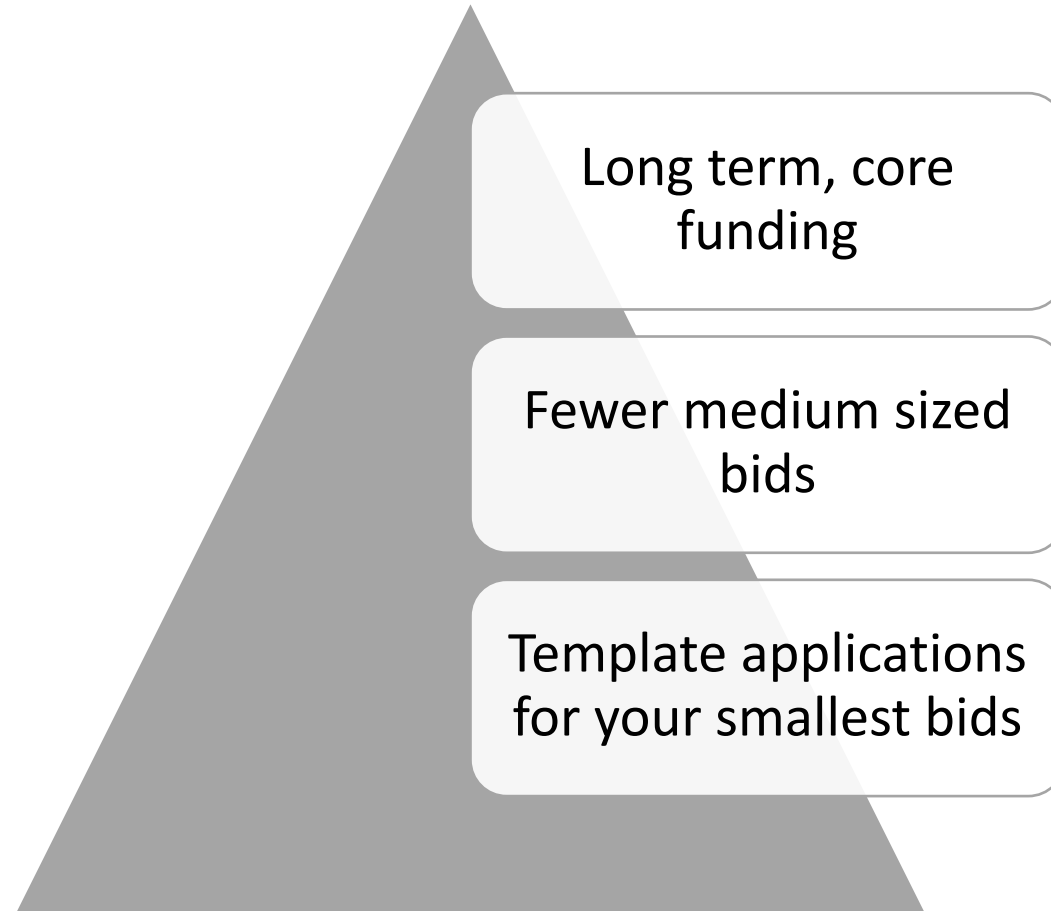 Long term, core
funding
Fewer medium sized
bids
Template applications
for your smallest bids